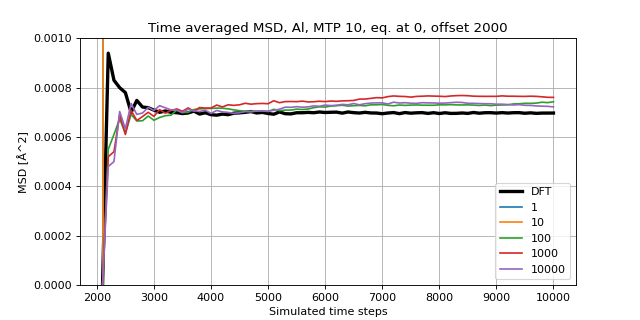 Time averaged MSD, Al, MTP 10, eq. at 0, offset 2000
MSD [Å^2]
0.0010
0.0008
0.0006
0.0004
0.0002
0.0000
DFT
1
10
100
1000
10000
2000 3000 4000 5000 6000 7000 8000 9000 10000
Simulated time steps